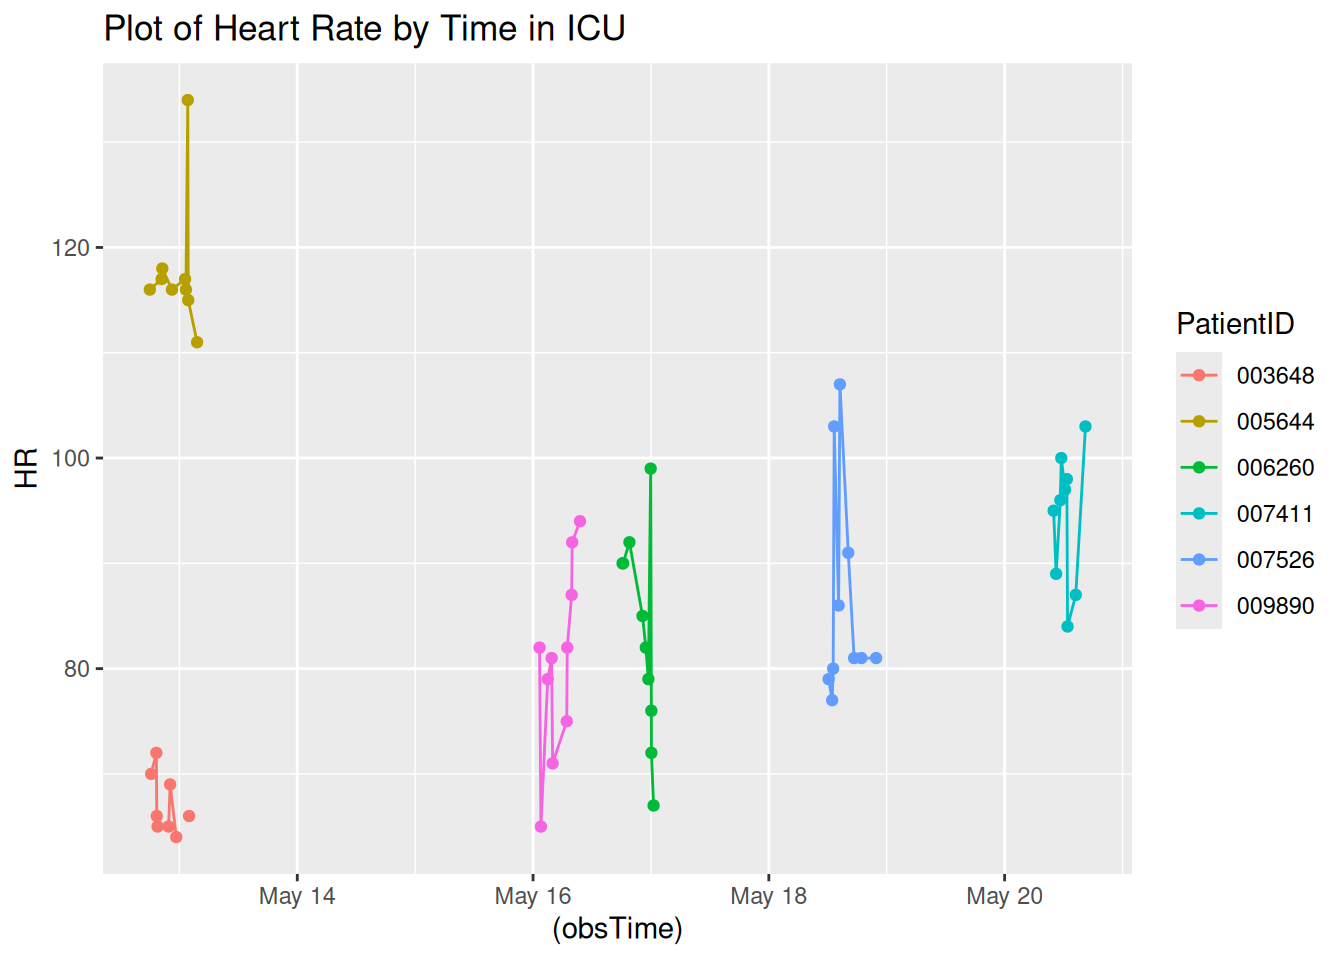 Plot of Heart Rate by Time in ICU
120
100
80
HR
May 14
May 16
May 18
May 20
(obsTime)
PatientID
003648
005644
006260
007411
007526
009890